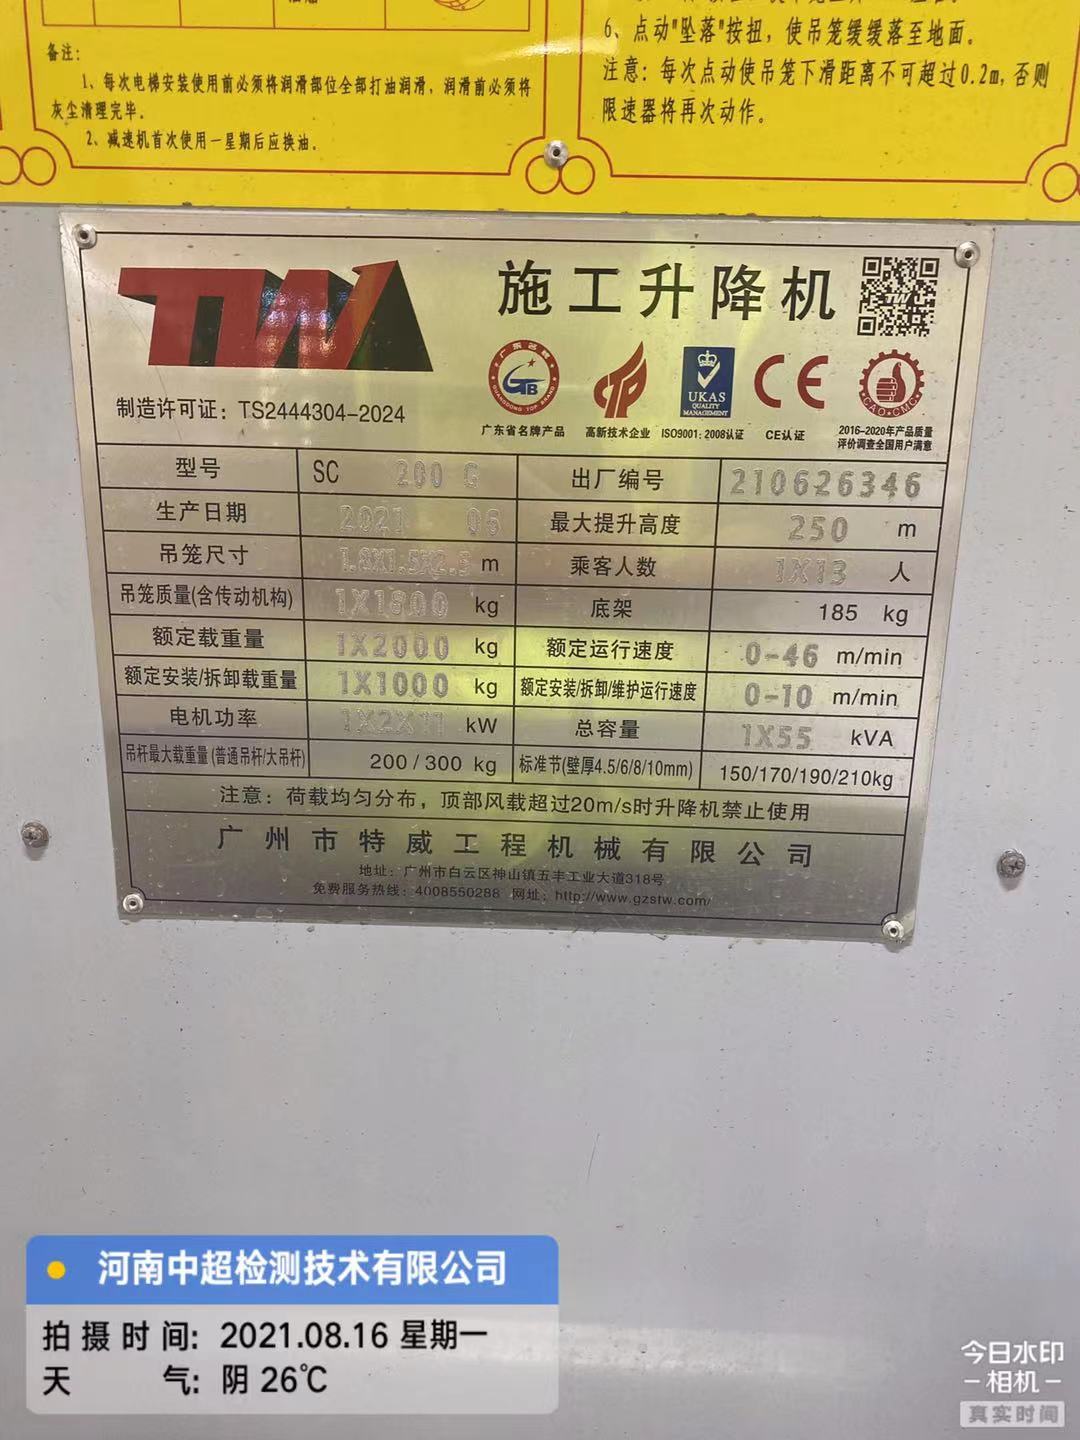 备注:
1、每次电梯安装使用前必须将润滑部位全部打油润滑，润滑前必须将
灰尘清理完毕.
2、减速机首次使用一星期后应换油.
6、点动"坠落"按扭，使吊笼缓缓落至地面。
注意：每次点动使吊笼下滑距离不可超过0.2m,否则
限速器将再次动作。
TW
施工升降机
TW
广东名牌
GB
GUANGDONG TOP BRAND
UKAS
QUALITY
MANAGEMENT
CE
CAQ·CMC
制造许可证：TS2444304-2024
广东省名牌产品 高新技术企业 ISO9001: 2008认证 CE认证 2016-2020年产品质量
评价调查全国用户满意
型号 SC 200 G 出厂编号 210626346
生产日期 2021 06 最大提升高度 250 m
吊笼尺寸 1.8X1.5X2.5 m 乘客人数 1X13 人
吊笼质量(含传动机构) 1X1800 kg 底架 185 kg
额定载重量 1X2000 kg 额定运行速度 0-46 m/min
额定安装/拆卸载重量 1X1000 kg 额定安装/拆卸/维护运行速度 0-10 m/min
电机功率 1X2X11 kW 总容量 1X55 kVA
吊杆最大载重量(普通吊杆/大吊杆) 200/300 kg 标准节(壁厚4.5/6/8/10mm) 150/170/190/210kg
注意：荷载均匀分布，顶部风载超过20m/s时升降机禁止使用
广州市特威工程机械有限公司
地址：广州市白云区神山镇五丰工业大道318号
免费服务热线：4008550288 网址：http://www.gzstw.com/
河南中超检测技术有限公司
拍摄时间: 2021.08.16 星期一
天气: 阴 26℃
今日水印
-相机-
真实时间